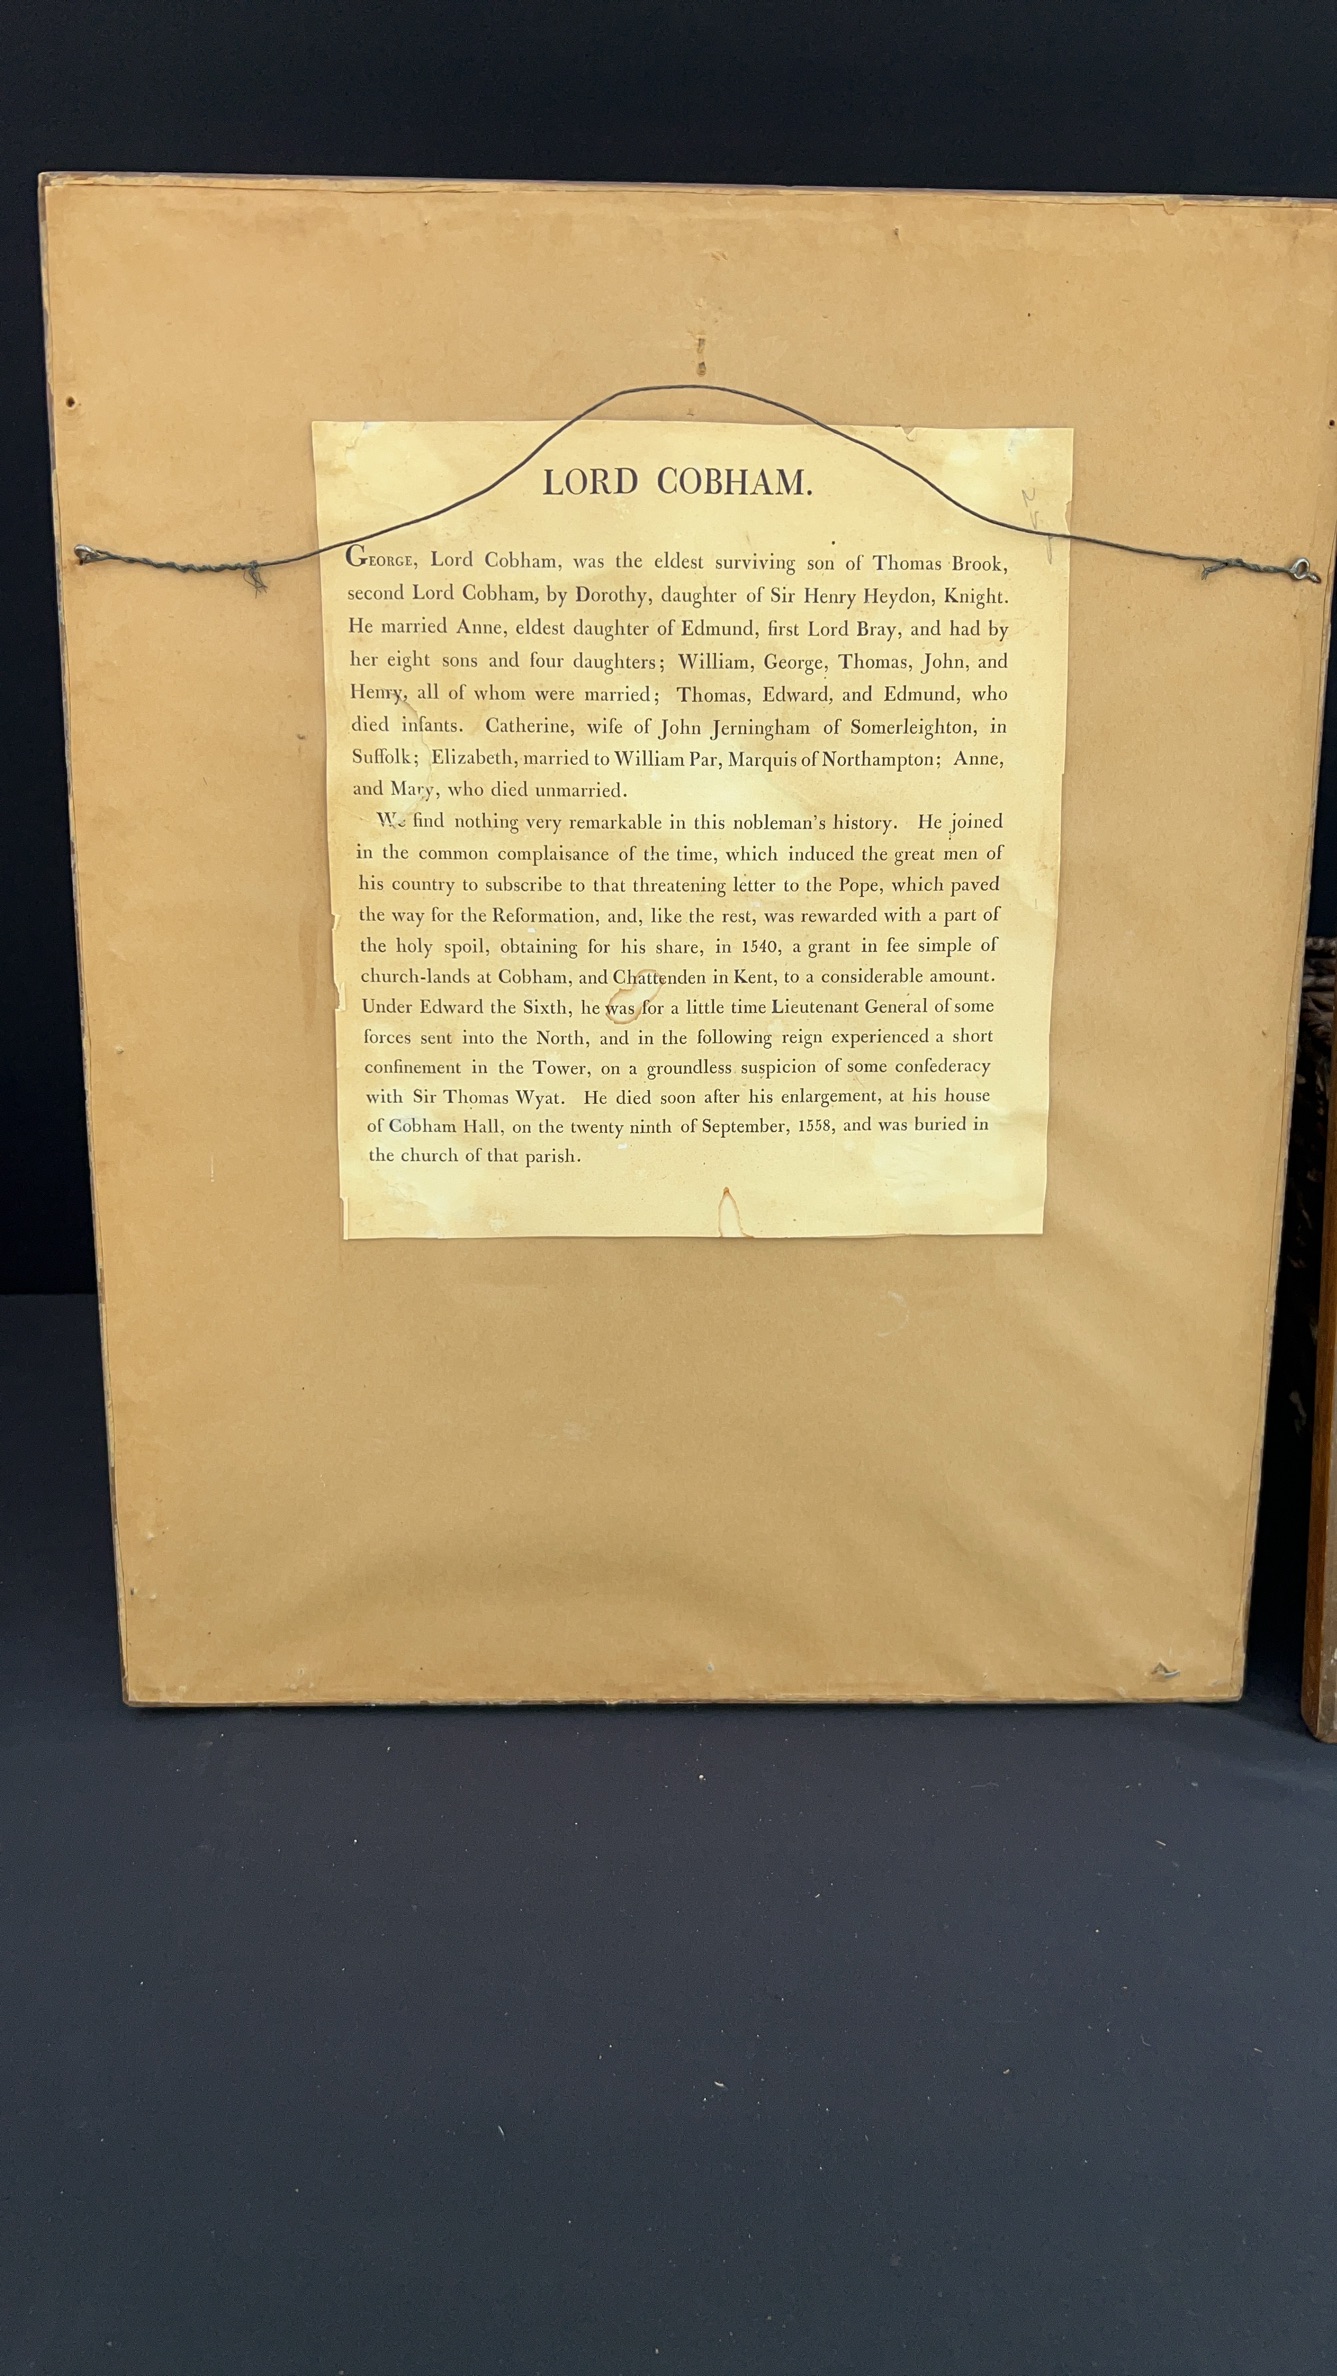 LORD COBHAM.
GEORGE, Lord Cobham, was the eldest surviving son of Thomas Brook,
second Lord Cobham, by Dorothy, daughter of Sir Henry Heydon, Knight.
He married Anne, eldest daughter of Edmund, first Lord Bray, and had by
her eight sons and four daughters; William, George, Thomas, John, and
Henry, all of whom were married; Thomas, Edward, and Edmund, who
died infants. Catherine, wife of John Jerningham of Somerleighton, in
Suffolk; Elizabeth, married to William Par, Marquis of Northampton; Anne,
and Mary, who died unmarried.
We find nothing very remarkable in this nobleman's history. He joined
in the common complaisance of the time, which induced the great men of
his country to subscribe to that threatening letter to the Pope, which paved
the way for the Reformation, and, like the rest, was rewarded with a part of
the holy spoil, obtaining for his share, in 1540, a grant in fee simple of
church-lands at Cobham, and Chattenden in Kent, to a considerable amount.
Under Edward the Sixth, he was for a little time Lieutenant General of some
forces sent into the North, and in the following reign experienced a short
confinement in the Tower, on a groundless suspicion of some confederacy
with Sir Thomas Wyat. He died soon after his enlargement, at his house
of Cobham Hall, on the twenty ninth of September, 1558, and was buried in
the church of that parish.